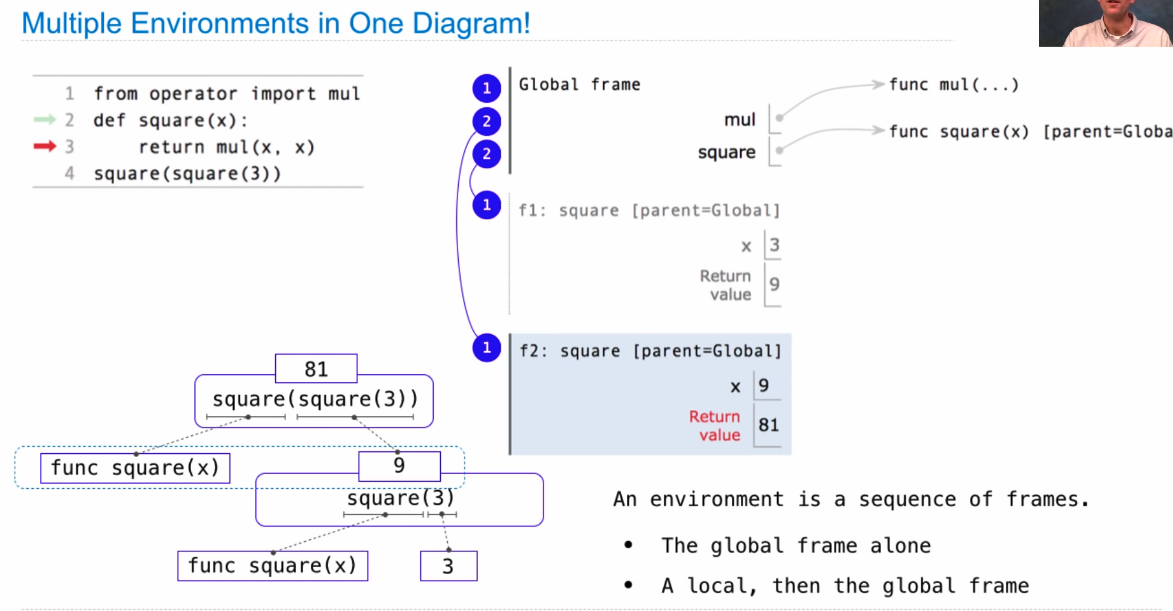 Multiple Environments in One Diagram!
1 from operator import mul
2 def square(x):
3 return mul(x, x)
4 square(square(3))
1 Global frame
func mul(...)
2 mul
func square(x) [parent=Globa
2 square
1 f1: square [parent=Global]
x 3
Return
value 9
1 f2: square [parent=Global]
x 9
Return
value 81
81
square(square(3))
func square(x)
9
square(3)
func square(x)
3
An environment is a sequence of frames.
• The global frame alone
• A local, then the global frame